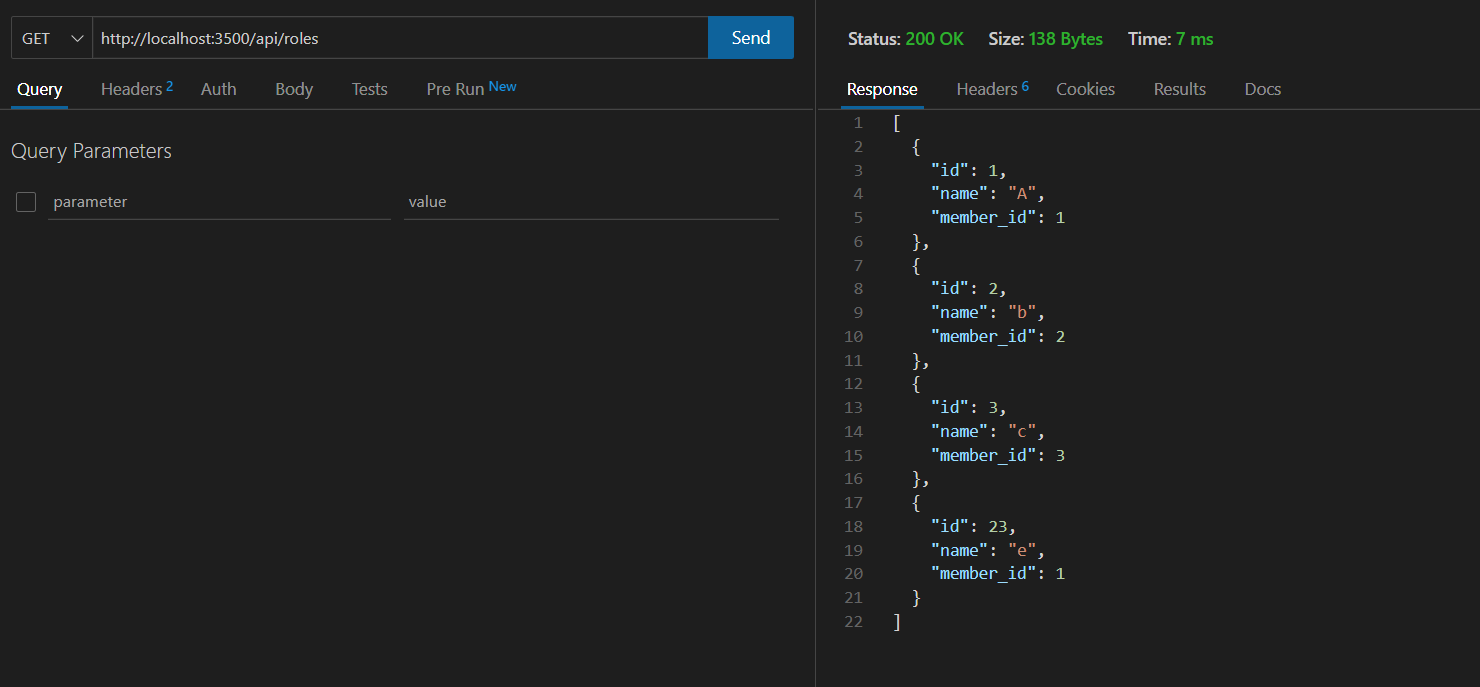 GET http://localhost:3500/api/roles Send
Query Headers 2 Auth Body Tests Pre Run New
Query Parameters
parameter value
Status: 200 OK Size: 138 Bytes Time: 7 ms
Response Headers 6 Cookies Results Docs
1 [
2 {
3 "id": 1,
4 "name": "A",
5 "member_id": 1
6 },
7 {
8 "id": 2,
9 "name": "b",
10 "member_id": 2
11 },
12 {
13 "id": 3,
14 "name": "c",
15 "member_id": 3
16 },
17 {
18 "id": 23,
19 "name": "e",
20 "member_id": 1
21 }
22 ]